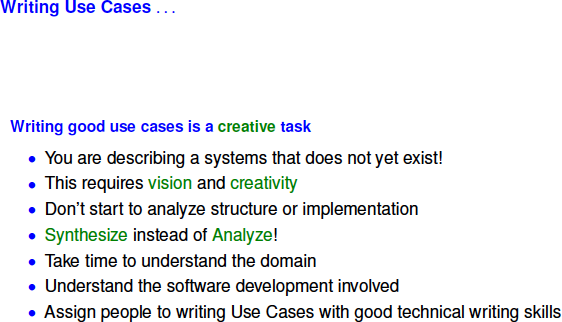 Writing Use Cases . . .
Writing good use cases is a creative task
• You are describing a systems that does not yet exist!
• This requires vision and creativity
• Don't start to analyze structure or implementation
• Synthesize instead of Analyze!
• Take time to understand the domain
• Understand the software development involved
• Assign people to writing Use Cases with good technical writing skills